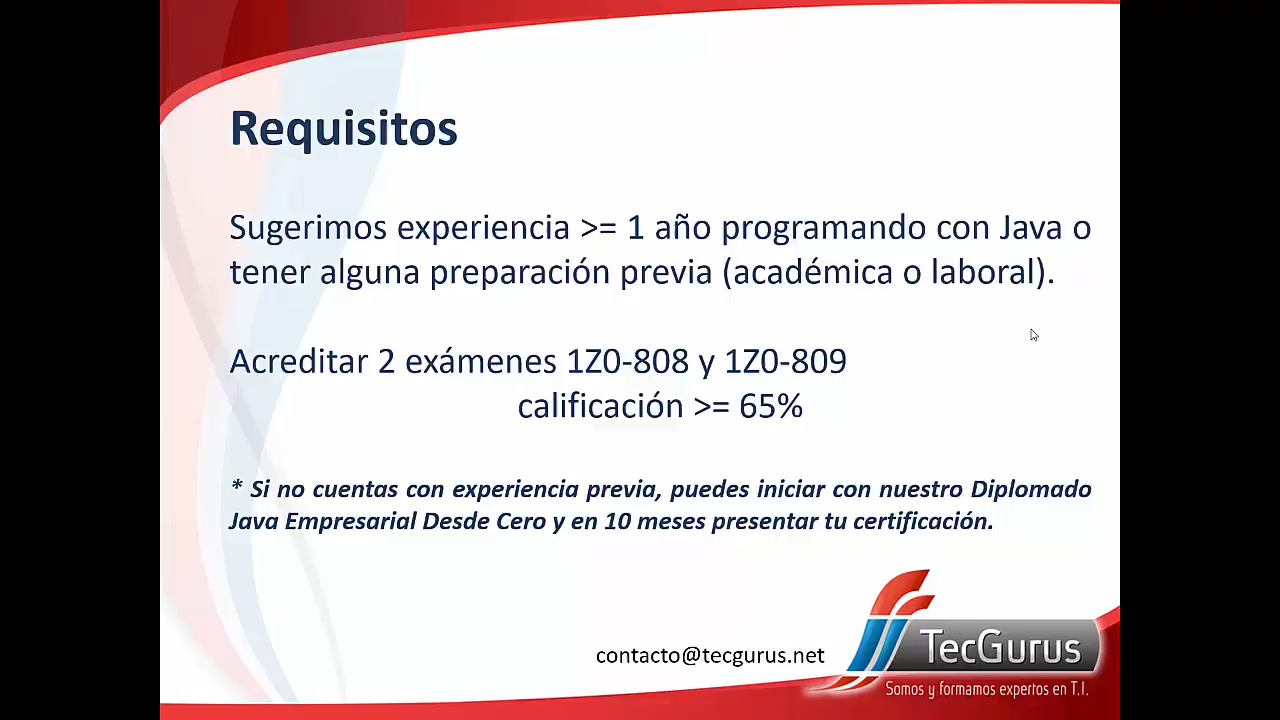 Requisitos
Sugerimos experiencia >= 1 año programando con Java o
tener alguna preparación previa (académica o laboral).
Acreditar 2 exámenes 1Z0-808 y 1Z0-809
calificación >= 65%
* Si no cuentas con experiencia previa, puedes iniciar con nuestro Diplomado
Java Empresarial Desde Cero y en 10 meses presentar tu certificación.
contacto@tecgurus.net
TecGurus
Somos y formamos expertos en T.I.